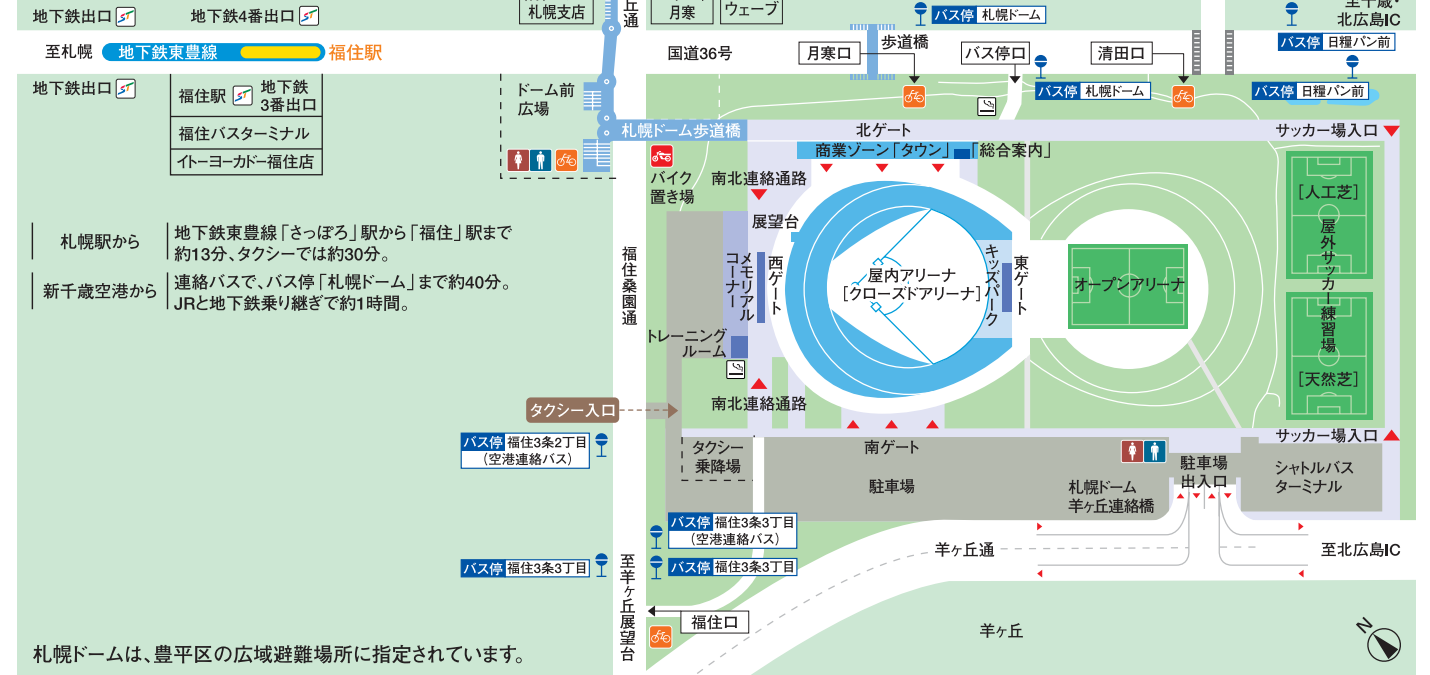 地下鉄出口
地下鉄4番出口
札幌支店
丘通
月寒
ウェーブ
バス停 札幌ドーム
北広島IC
至札幌
地下鉄東豊線
福住駅
国道36号
月寒口
歩道橋
バス停口
清田口
バス停 日糧パン前
地下鉄出口
福住駅
地下鉄
3番出口
福住バスターミナル
イトーヨーカドー福住店
ドーム前
広場
バス停 札幌ドーム
バス停 日糧パン前
札幌ドーム歩道橋
北ゲート
サッカー場入口
商業ゾーン「タウン」
「総合案内」
バイク
置き場
南北連絡通路
展望台
[人工芝]
屋外サッカー練習場
[天然芝]
札幌駅から
地下鉄東豊線「さっぽろ」駅から「福住」駅まで
約13分、タクシーでは約30分。
新千歳空港から
連絡バスで、バス停「札幌ドーム」まで約40分。
JRと地下鉄乗り継ぎで約1時間。
福住桑園通
メモリアル
コーナー
西ゲート
屋内アリーナ
[クローズドアリーナ]
キッズパーク
東ゲート
オープンアリーナ
トレーニング
ルーム
タクシー入口
南北連絡通路
バス停 福住3条2丁目
(空港連絡バス)
タクシー
乗降場
南ゲート
サッカー場入口
駐車場
札幌ドーム
羊ヶ丘連絡橋
駐車場
出入口
シャトルバス
ターミナル
バス停 福住3条3丁目
(空港連絡バス)
バス停 福住3条3丁目
バス停 福住3条3丁目
羊ヶ丘通
至北広島IC
至羊ヶ丘展望台
福住口
羊ヶ丘
N
札幌ドームは、豊平区の広域避難場所に指定されています。